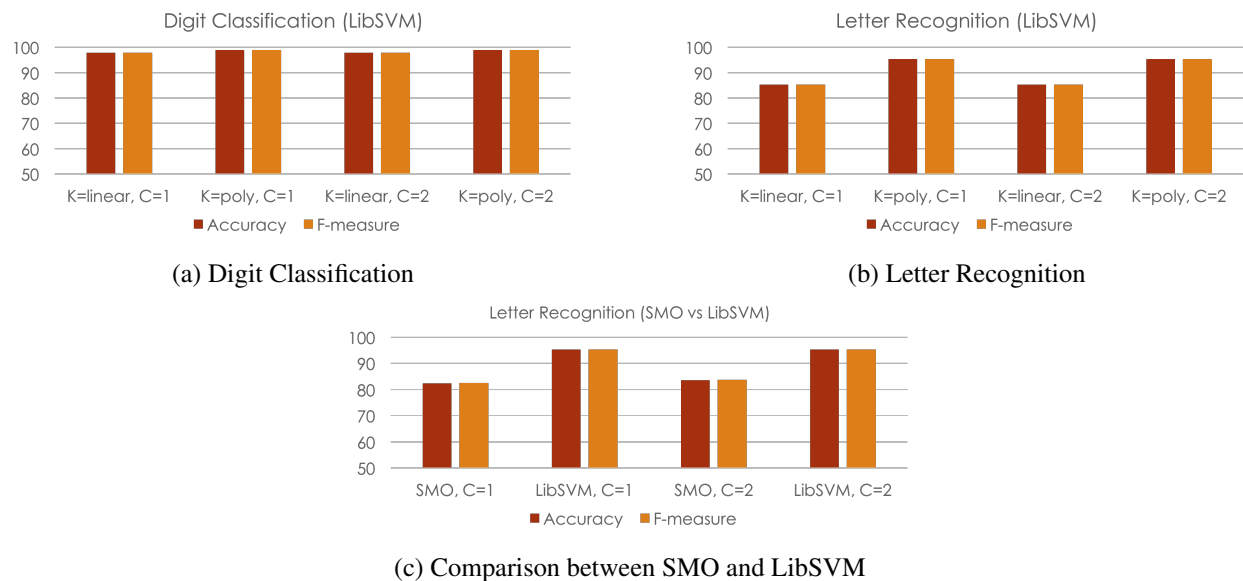 Digit Classification (LibSVM)
100
90
80
70
60
50
K=linear, C=1 K=poly, C=1 K=linear, C=2 K=poly, C=2
Accuracy F-measure
(a) Digit Classification
Letter Recognition (LibSVM)
100
90
80
70
60
50
K=linear, C=1 K=poly, C=1 K=linear, C=2 K=poly, C=2
Accuracy F-measure
(b) Letter Recognition
Letter Recognition (SMO vs LibSVM)
100
90
80
70
60
50
SMO, C=1 LibSVM, C=1 SMO, C=2 LibSVM, C=2
Accuracy F-measure
(c) Comparison between SMO and LibSVM